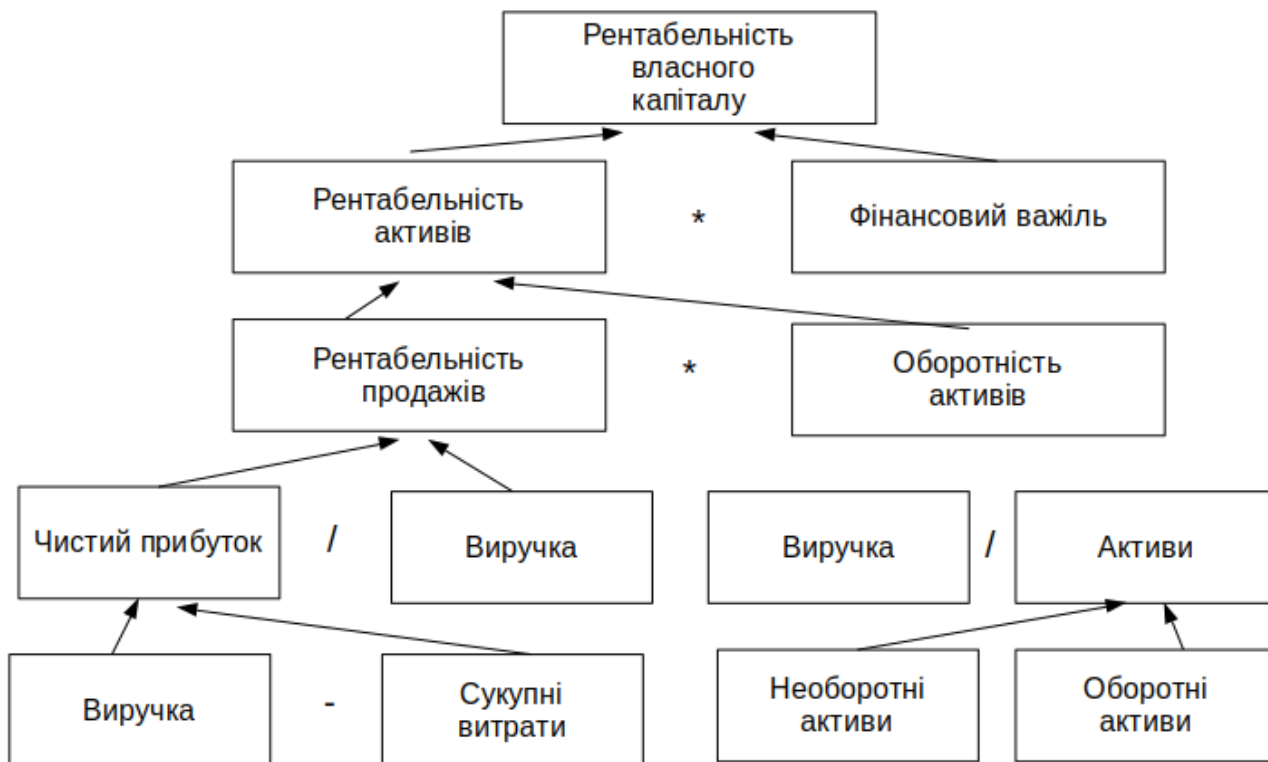 Рентабельність
власного
капіталу
Рентабельність
активів
*
Фінансовий важіль
Рентабельність
продажів
*
Оборотність
активів
Чистий прибуток
/
Виручка
Виручка
/
Активи
Виручка
-
Сукупні
витрати
Необоротні
активи
Оборотні
активи